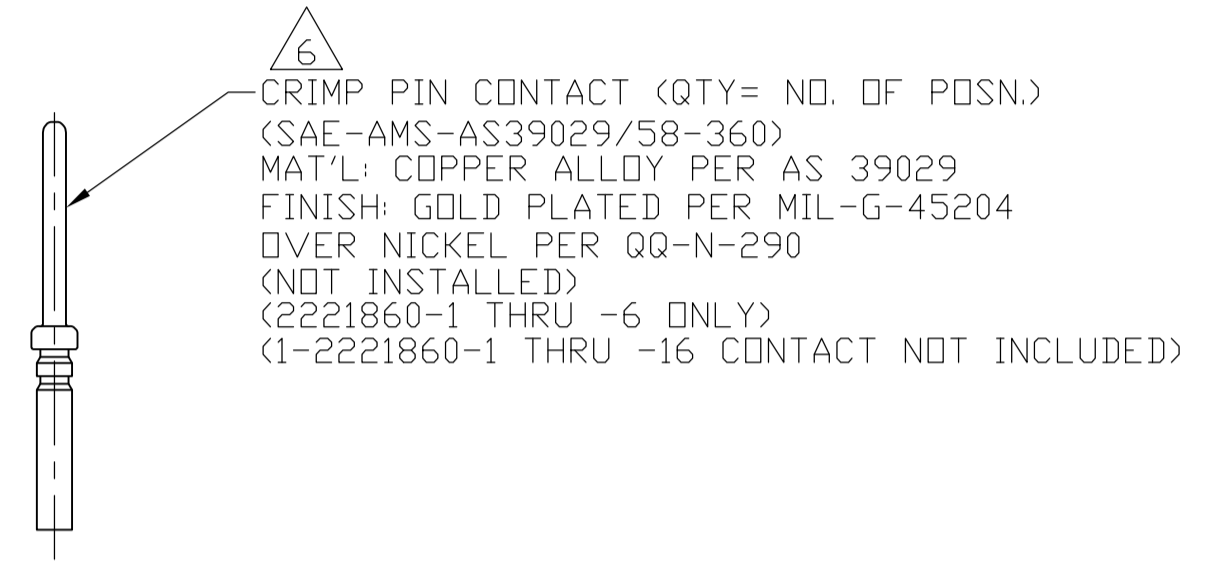 6
CRIMP PIN CONTACT (QTY= NO. OF POSN.)
(SAE-AMS-AS39029/58-360)
MAT'L: COPPER ALLOY PER AS 39029
FINISH: GOLD PLATED PER MIL-G-45204
OVER NICKEL PER QQ-N-290
(NOT INSTALLED)
(2221860-1 THRU -6 ONLY)
(1-2221860-1 THRU -16 CONTACT NOT INCLUDED)